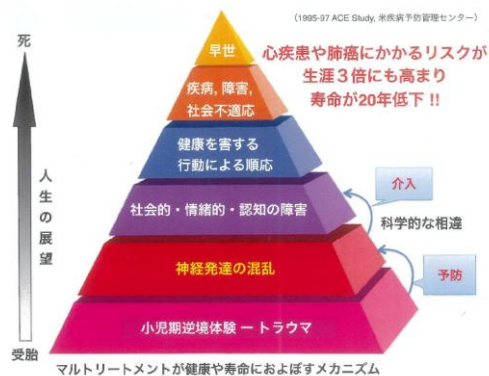 (1995-97 ACE Study, 米疾病予防管理センター)
死
早世
心疾患や肺癌にかかるリスクが
生涯３倍にも高まり
寿命が20年低下 !!
疾病, 障害,
社会不適応
健康を害する
行動による順応
人生の展望
介入
社会的・情緒的・認知の障害
科学的な相違
神経発達の混乱
予防
小児期逆境体験 ー トラウマ
受胎
マルトリートメントが健康や寿命におよぼすメカニズム